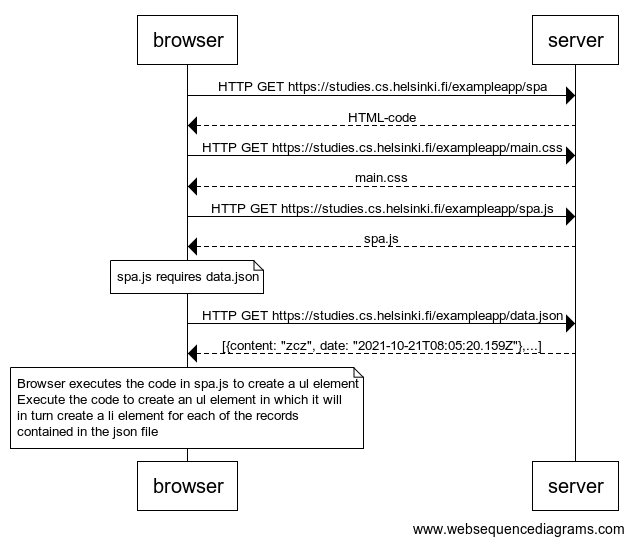 browser
server
HTTP GET https://studies.cs.helsinki.fi/exampleapp/spa
HTML-code
HTTP GET https://studies.cs.helsinki.fi/exampleapp/main.css
main.css
HTTP GET https://studies.cs.helsinki.fi/exampleapp/spa.js
spa.js
spa.js requires data.json
HTTP GET https://studies.cs.helsinki.fi/exampleapp/data.json
[{content: "zcz", date: "2021-10-21T08:05:20.159Z"},...]
Browser executes the code in spa.js to create a ul element
Execute the code to create an ul element in which it will
in turn create a li element for each of the records
contained in the json file
browser
server
www.websequencediagrams.com